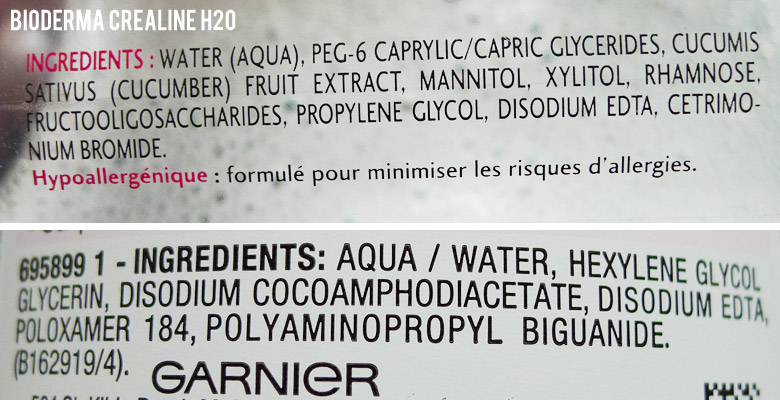 BIODERMA CREALINE H20
INGREDIENTS : WATER (AQUA), PEG-6 CAPRYLIC/CAPRIC GLYCERIDES, CUCUMIS
SATIVUS (CUCUMBER) FRUIT EXTRACT, MANNITOL, XYLITOL, RHAMNOSE,
FRUCTOOLIGOSACCHARIDES, PROPYLENE GLYCOL, DISODIUM EDTA, CETRIMO-
NIUM BROMIDE.
Hypoallergénique : formulé pour minimiser les risques d'allergies.
695899 1 - INGREDIENTS: AQUA / WATER, HEXYLENE GLYCOL
GLYCERIN, DISODIUM COCOAMPHODIACETATE, DISODIUM EDTA,
POLOXAMER 184, POLYAMINOPROPYL BIGUANIDE.
(B162919/4).
GARNIER